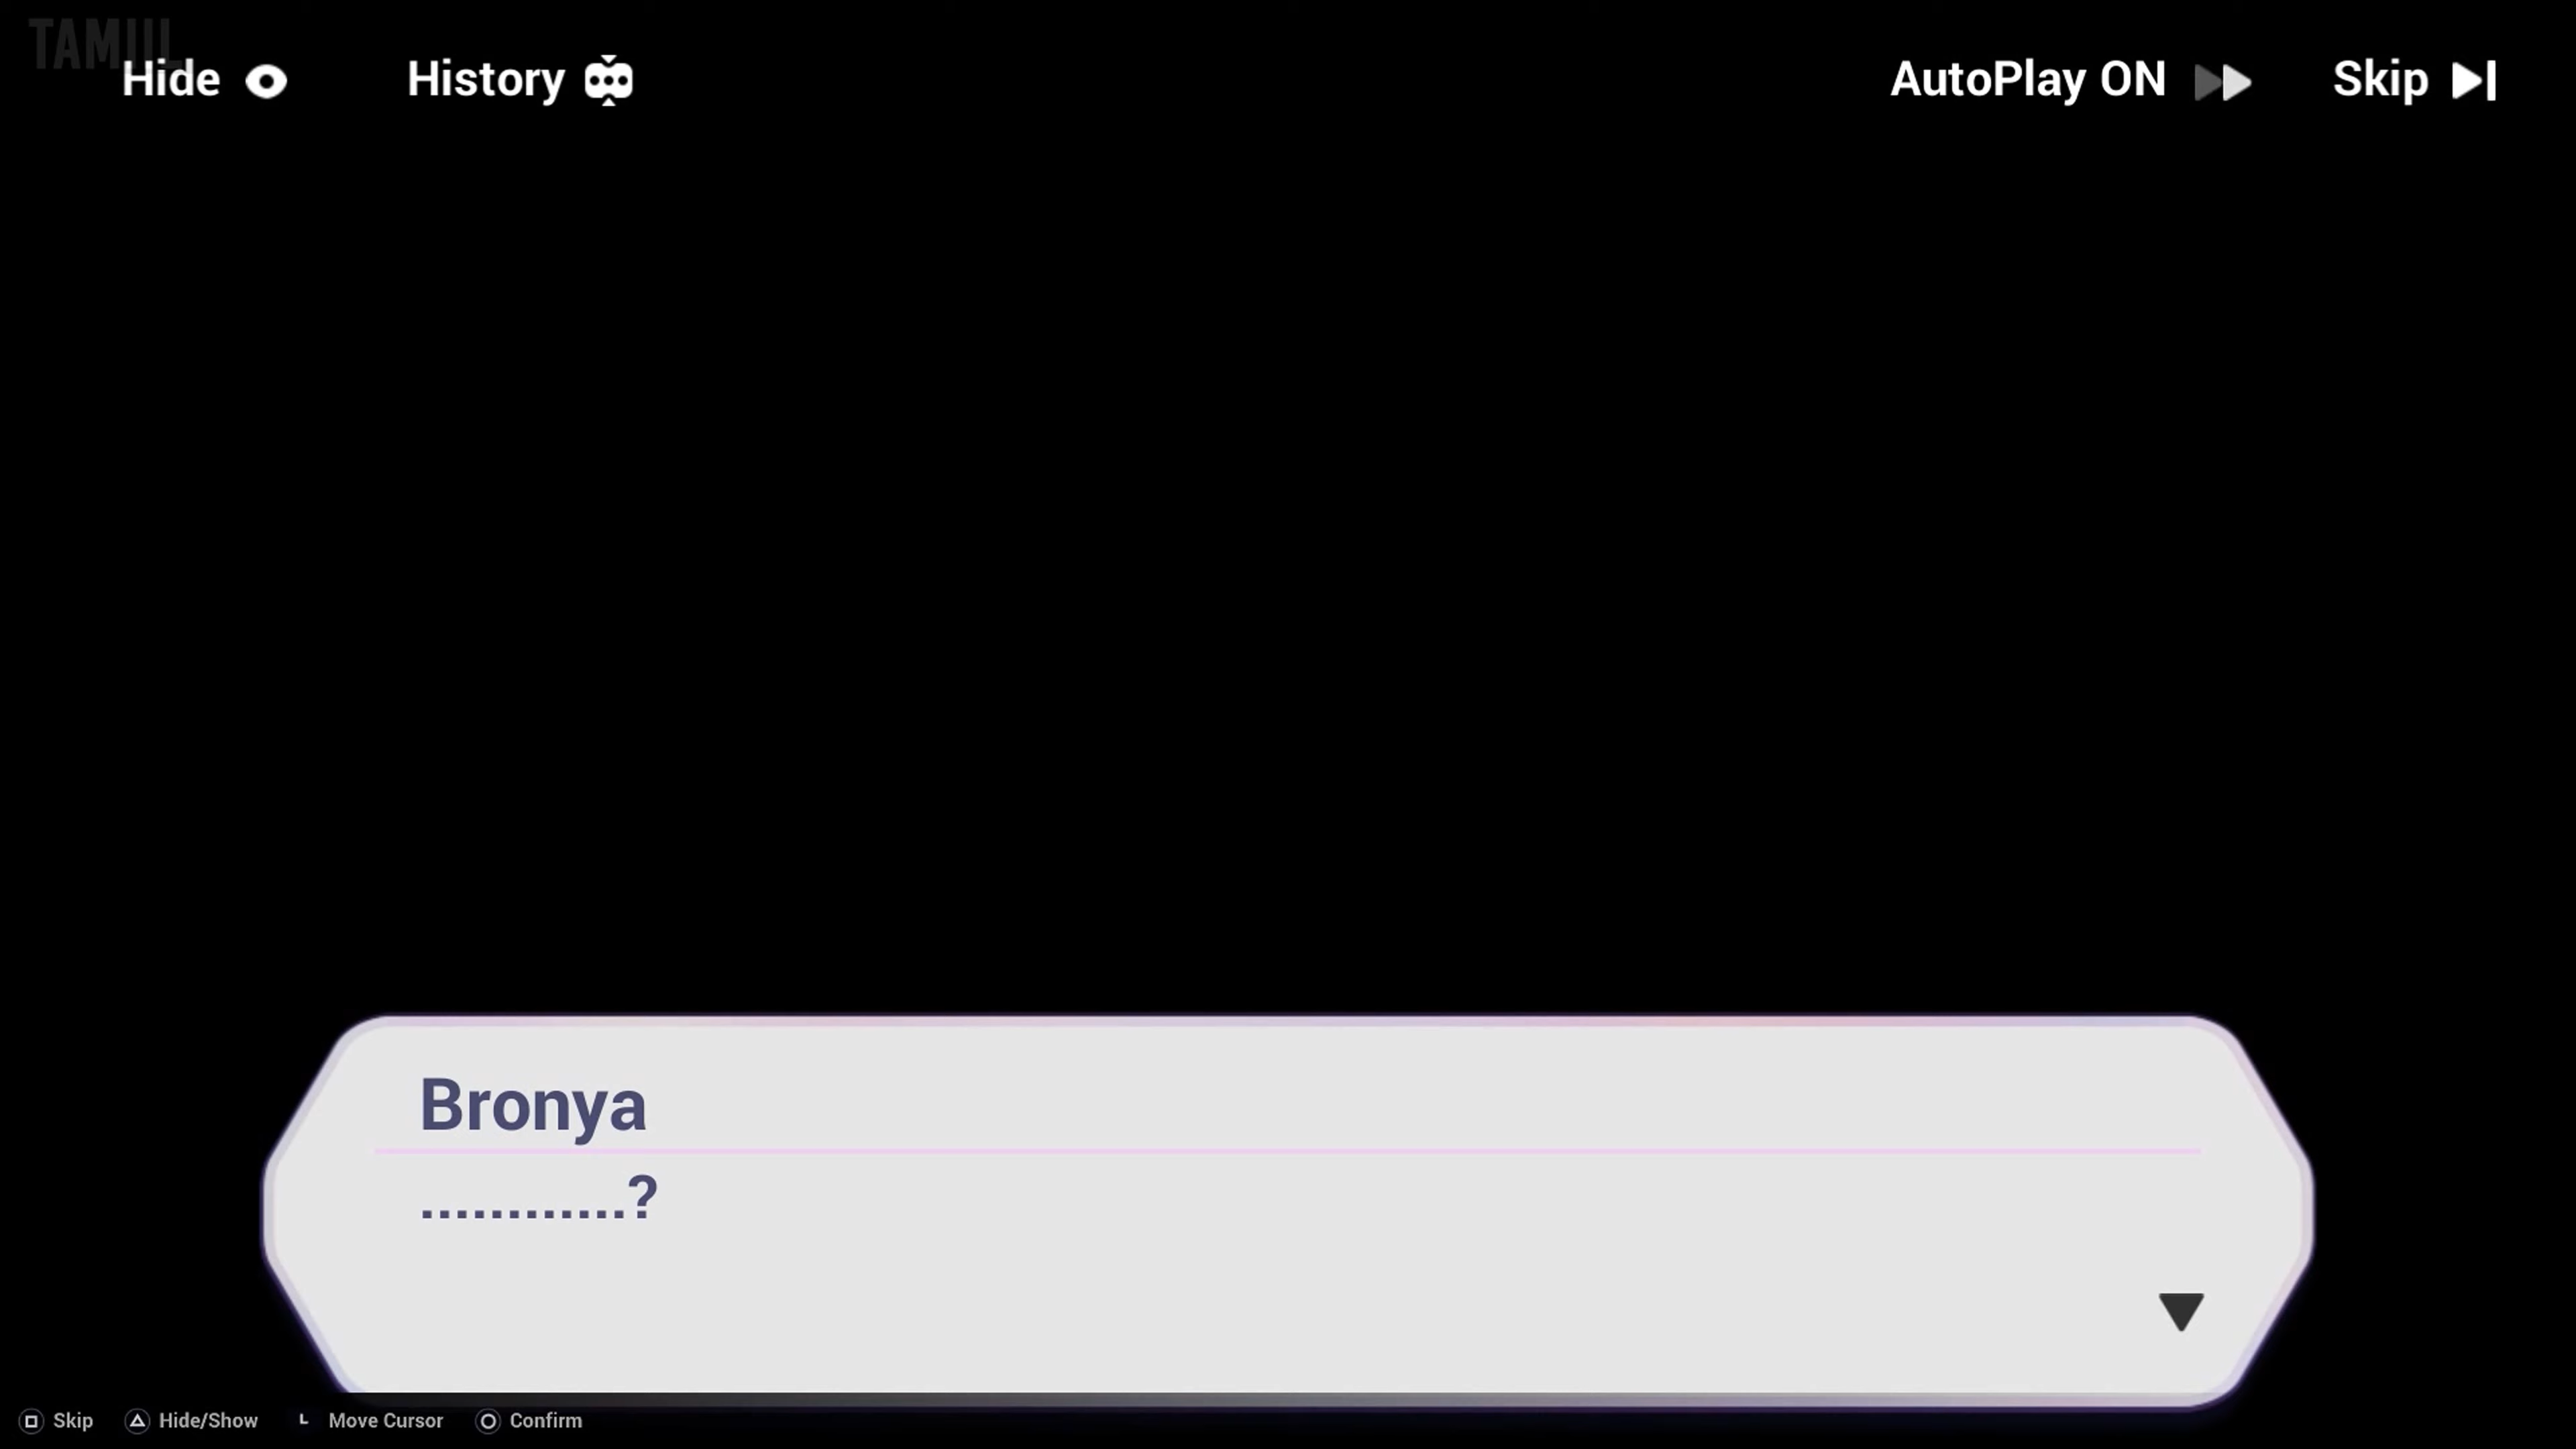 Hide
History
AutoPlay ON
Skip
Bronya
............?
Skip
Hide/Show
L
Move Cursor
Confirm